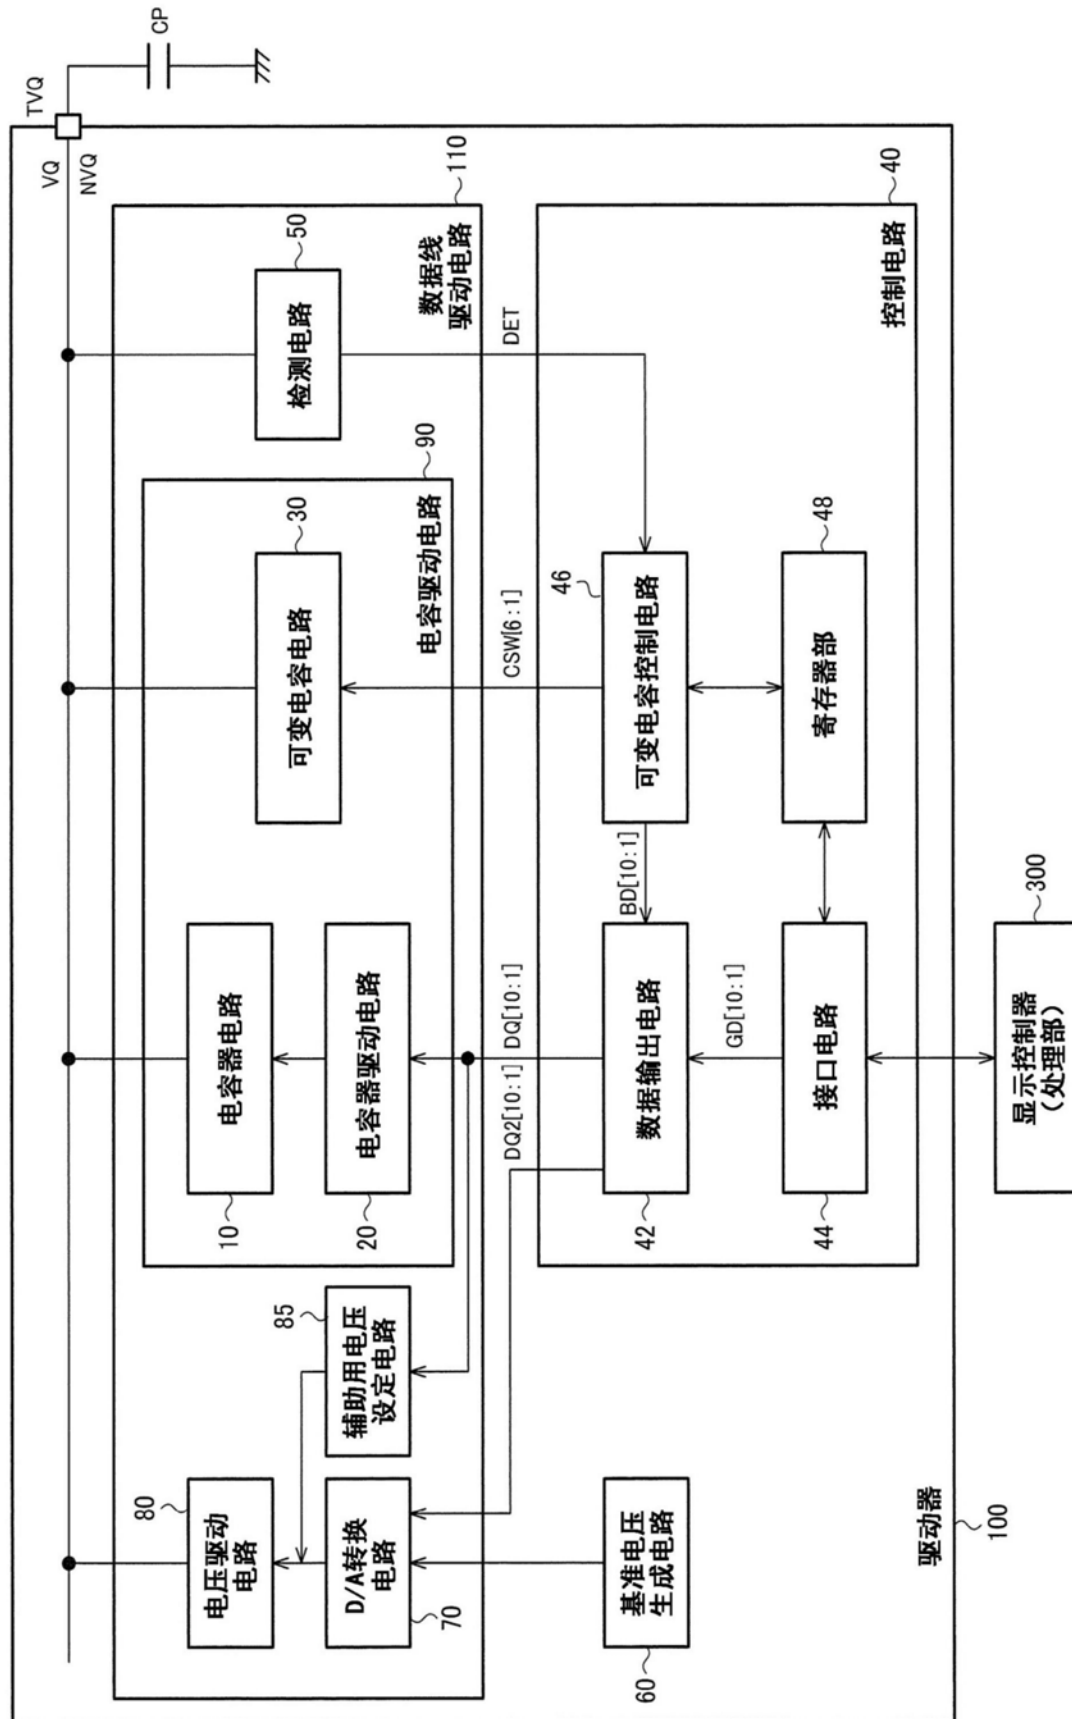 TVQ
VQ
NVQ
CP
80
电压驱动
电路
85
辅助用电压
设定电路
D/A转换
电路
70
10
电容器电路
20
电容器驱动电路
可变电容电路
30
电容驱动电路
90
检测电路
50
数据线
驱动电路
110
DQ2[10:1]
DQ[10:1]
CSW[6:1]
DET
60
基准电压
生成电路
42
数据输出电路
BD[10:1]
46
可变电容控制电路
GD[10:1]
44
接口电路
寄存器部
48
控制电路
40
驱动器
100
显示控制器
(处理部)
300